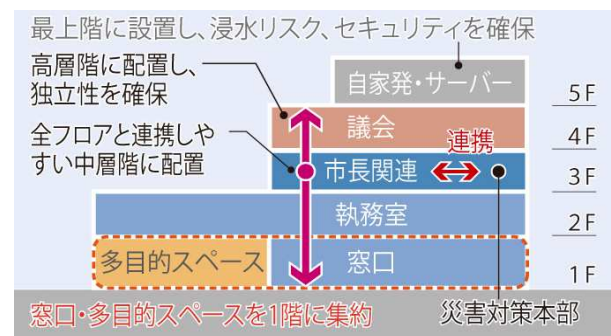 最上階に設置し、浸水リスク、セキュリティを確保
高層階に配置し、
独立性を確保
自家発・サーバー
5F
議会
4F
全フロアと連携しや
すい中層階に配置
連携
市長関連
3F
執務室
2F
多目的スペース
窓口
1F
窓口・多目的スペースを1階に集約
災害対策本部